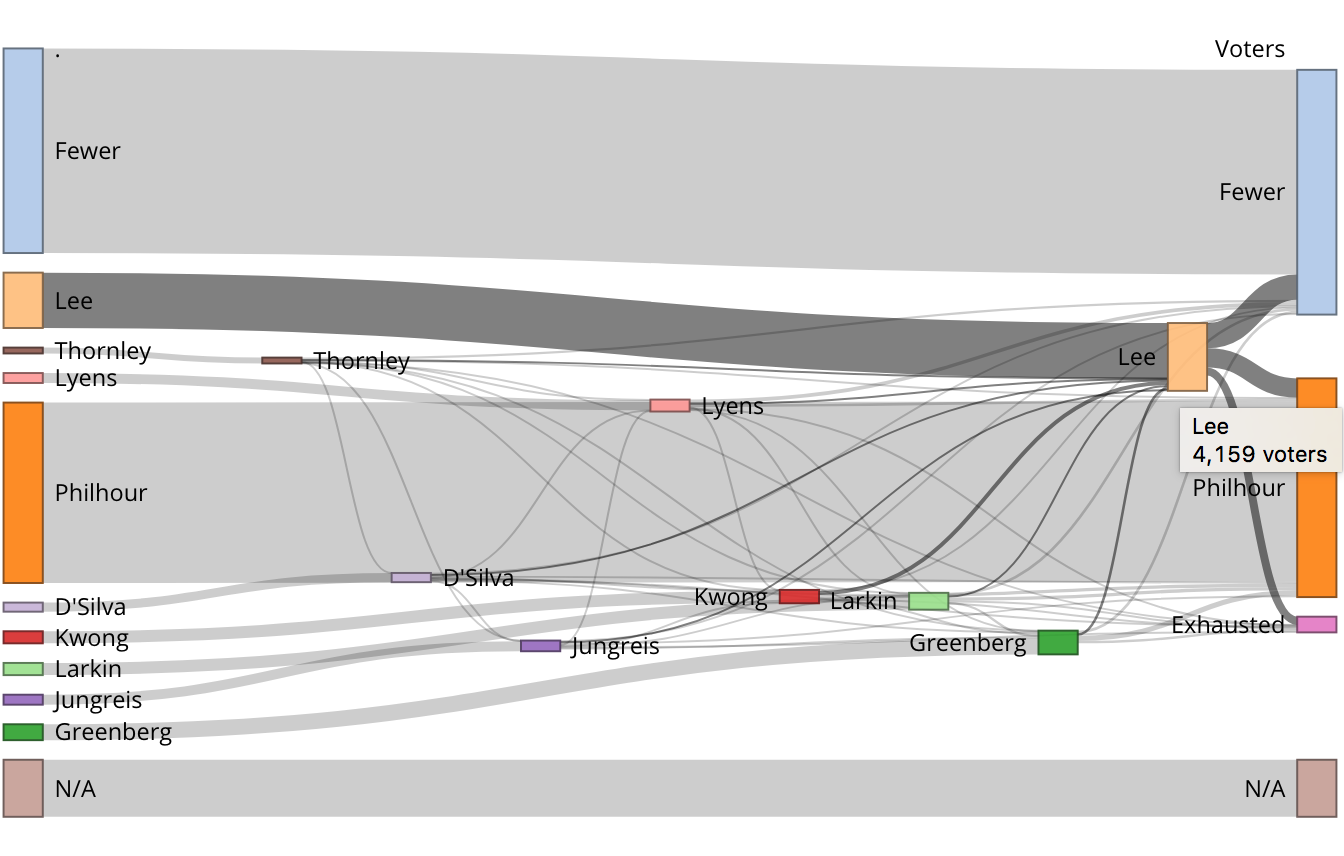 .
Voters
Fewer
Fewer
Lee
Thornley
Thornley
Lee
Lyens
Lyens
Lee
4,159 voters
Philhour
Philhour
D'Silva
D'Silva
Kwong
Larkin
Kwong
Exhausted
Jungreis
Greenberg
Larkin
Jungreis
Greenberg
N/A
N/A